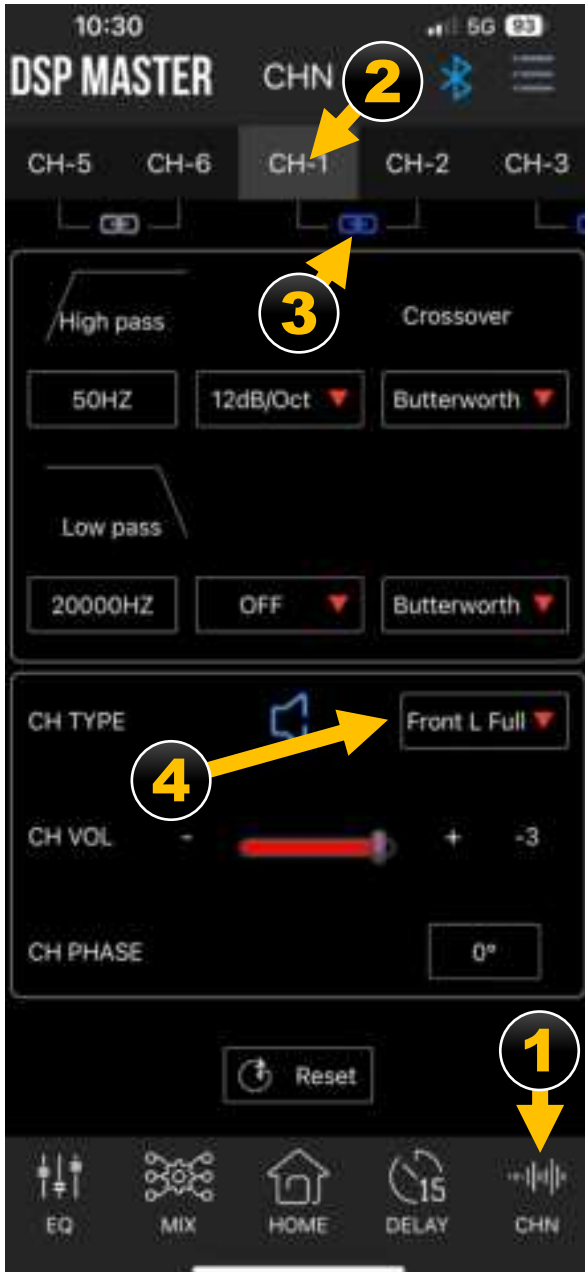 10:30 5G 93
DSP MASTER CHN 2
CH-5 CH-6 CH-1 CH-2 CH-3
3
High pass Crossover
50HZ 12dB/Oct Butterworth
Low pass
20000HZ OFF Butterworth
CH TYPE Front L Full
4
CH VOL - + -3
CH PHASE 0°
1
Reset
15
EQ MIX HOME DELAY CHN